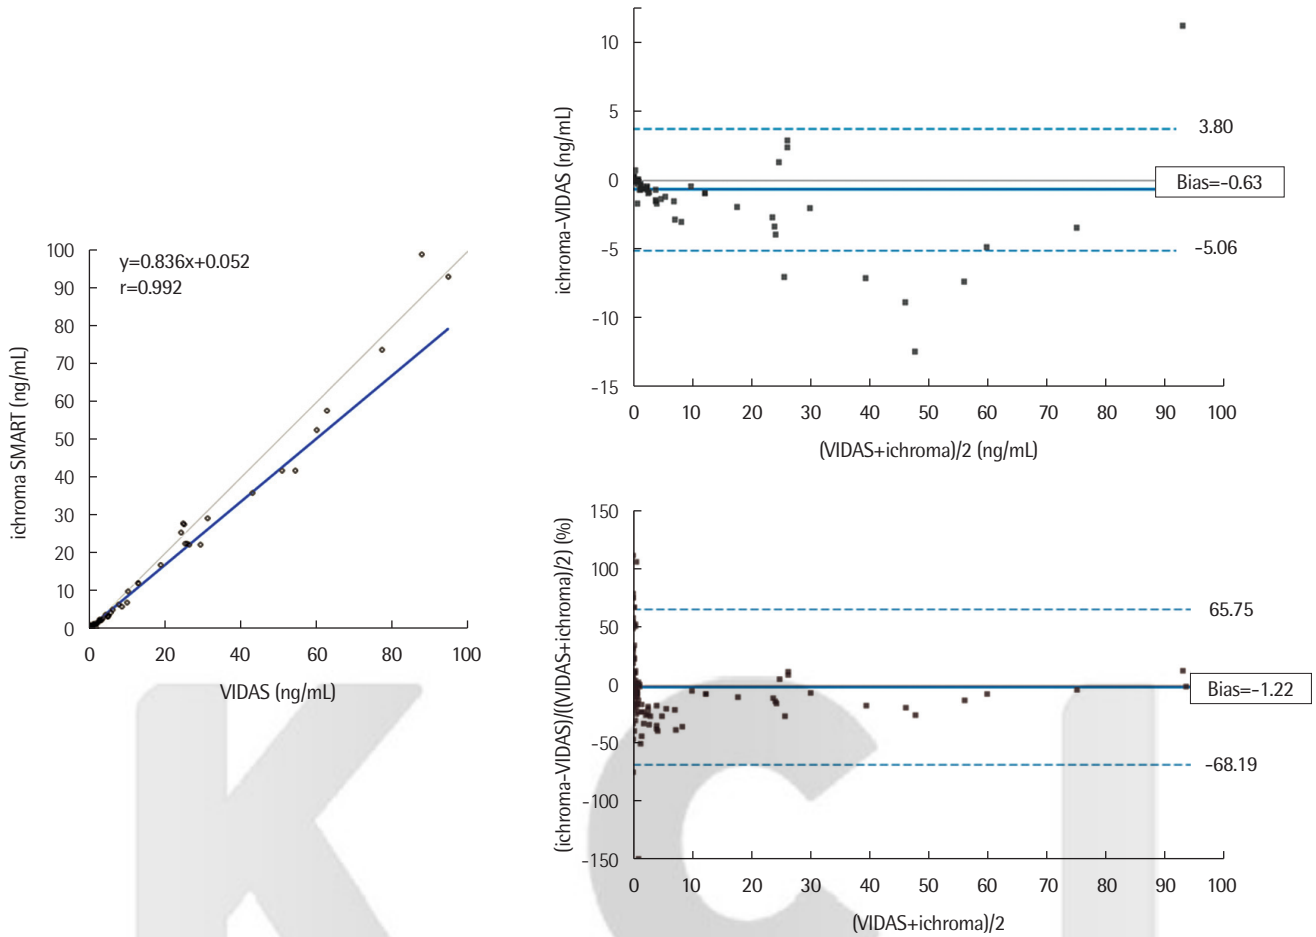 y=0.836x+0.052
r=0.992
ichroma SMART (ng/mL)
100
90
80
70
60
50
40
30
20
10
0
0 20 40 60 80 100
VIDAS (ng/mL)
ichroma–VIDAS (ng/mL)
10
5
0
-5
-10
-15
3.80
Bias=–0.63
–5.06
0 10 20 30 40 50 60 70 80 90 100
(VIDAS+ichroma)/2 (ng/mL)
(ichroma–VIDAS)/((VIDAS+ichroma)/2) (%)
150
100
50
0
-50
-100
-150
65.75
Bias=–1.22
–68.19
0 10 20 30 40 50 60 70 80 90 100
(VIDAS+ichroma)/2
K C I